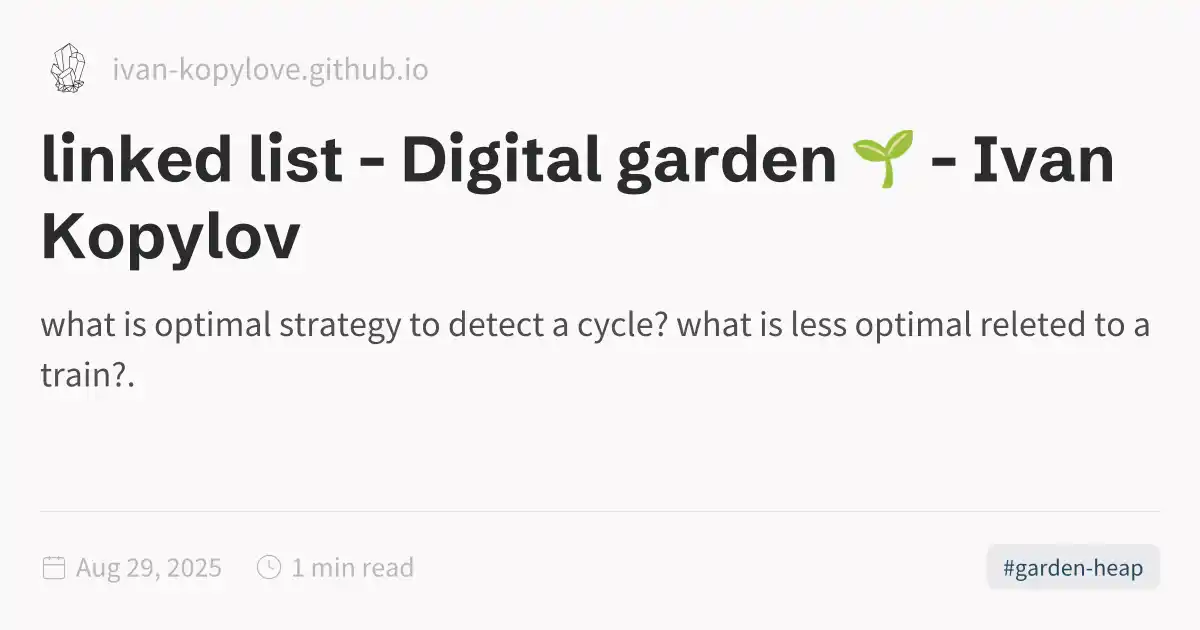 ivan-kopylove.github.io
linked list - Digital garden 🌱 - Ivan
Kopylov
what is optimal strategy to detect a cycle? what is less optimal releted to a
train?.
Aug 29, 2025
1 min read
#garden-heap